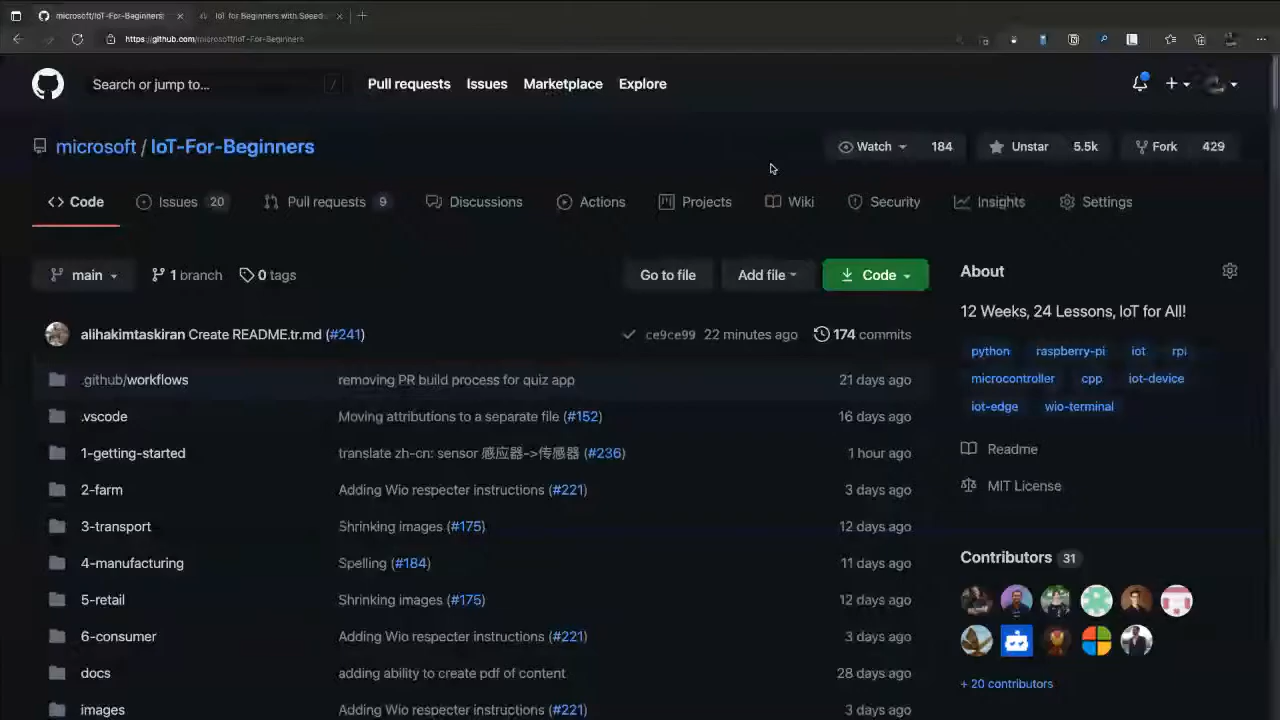 microsoft/IoT-For-Beginners:
IoT for Beginners with Seeed
https://github.com/microsoft/IoT-For-Beginners
Search or jump to... /
Pull requests
Issues
Marketplace
Explore
microsoft / IoT-For-Beginners
Watch 184
Unstar 5.5k
Fork 429
Code
Issues 20
Pull requests 9
Discussions
Actions
Projects
Wiki
Security
Insights
Settings
main
1 branch
0 tags
Go to file
Add file
Code
alihakimtaskiran Create README.tr.md (#241)
ce9ce99 22 minutes ago
174 commits
.github/workflows removing PR build process for quiz app 21 days ago
.vscode Moving attributions to a separate file (#152) 16 days ago
1-getting-started translate zh-cn: sensor 感应器->传感器 (#236) 1 hour ago
2-farm Adding Wio respecter instructions (#221) 3 days ago
3-transport Shrinking images (#175) 12 days ago
4-manufacturing Spelling (#184) 11 days ago
5-retail Shrinking images (#175) 12 days ago
6-consumer Adding Wio respecter instructions (#221) 3 days ago
docs adding ability to create pdf of content 28 days ago
images Adding Wio respecter instructions (#221) 3 days ago
About
12 Weeks, 24 Lessons, IoT for All!
python raspberry-pi iot rpi
microcontroller cpp iot-device
iot-edge wio-terminal
Readme
MIT License
Contributors 31
+ 20 contributors